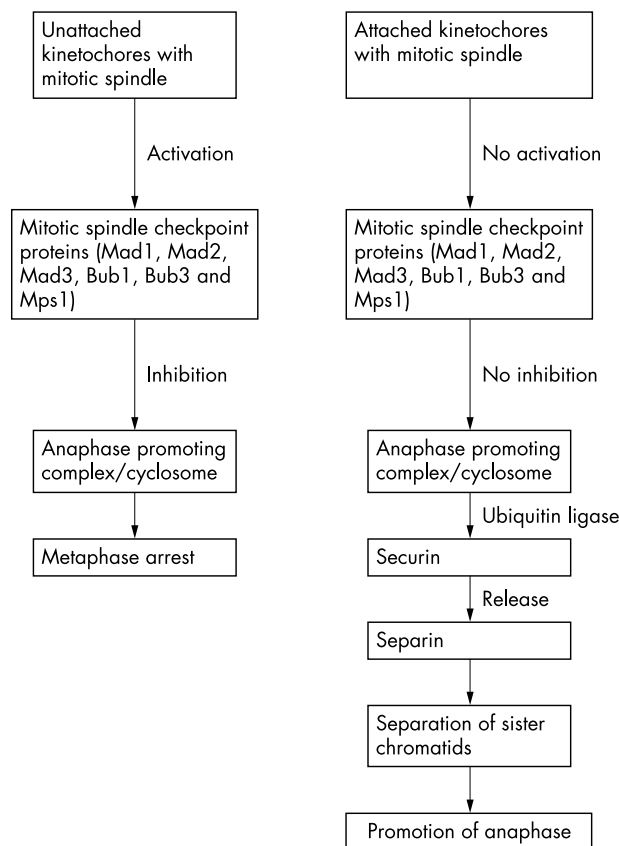 Unattached
kinetochores with
mitotic spindle
Activation
Mitotic spindle checkpoint
proteins (Mad1, Mad2,
Mad3, Bub1, Bub3 and
Mps1)
Inhibition
Anaphase promoting
complex/cyclosome
Metaphase arrest
Attached kinetochores
with mitotic spindle
No activation
Mitotic spindle checkpoint
proteins (Mad1, Mad2,
Mad3, Bub1, Bub3 and
Mps1)
No inhibition
Anaphase promoting
complex/cyclosome
Ubiquitin ligase
Securin
Release
Separin
Separation of sister
chromatids
Promotion of anaphase